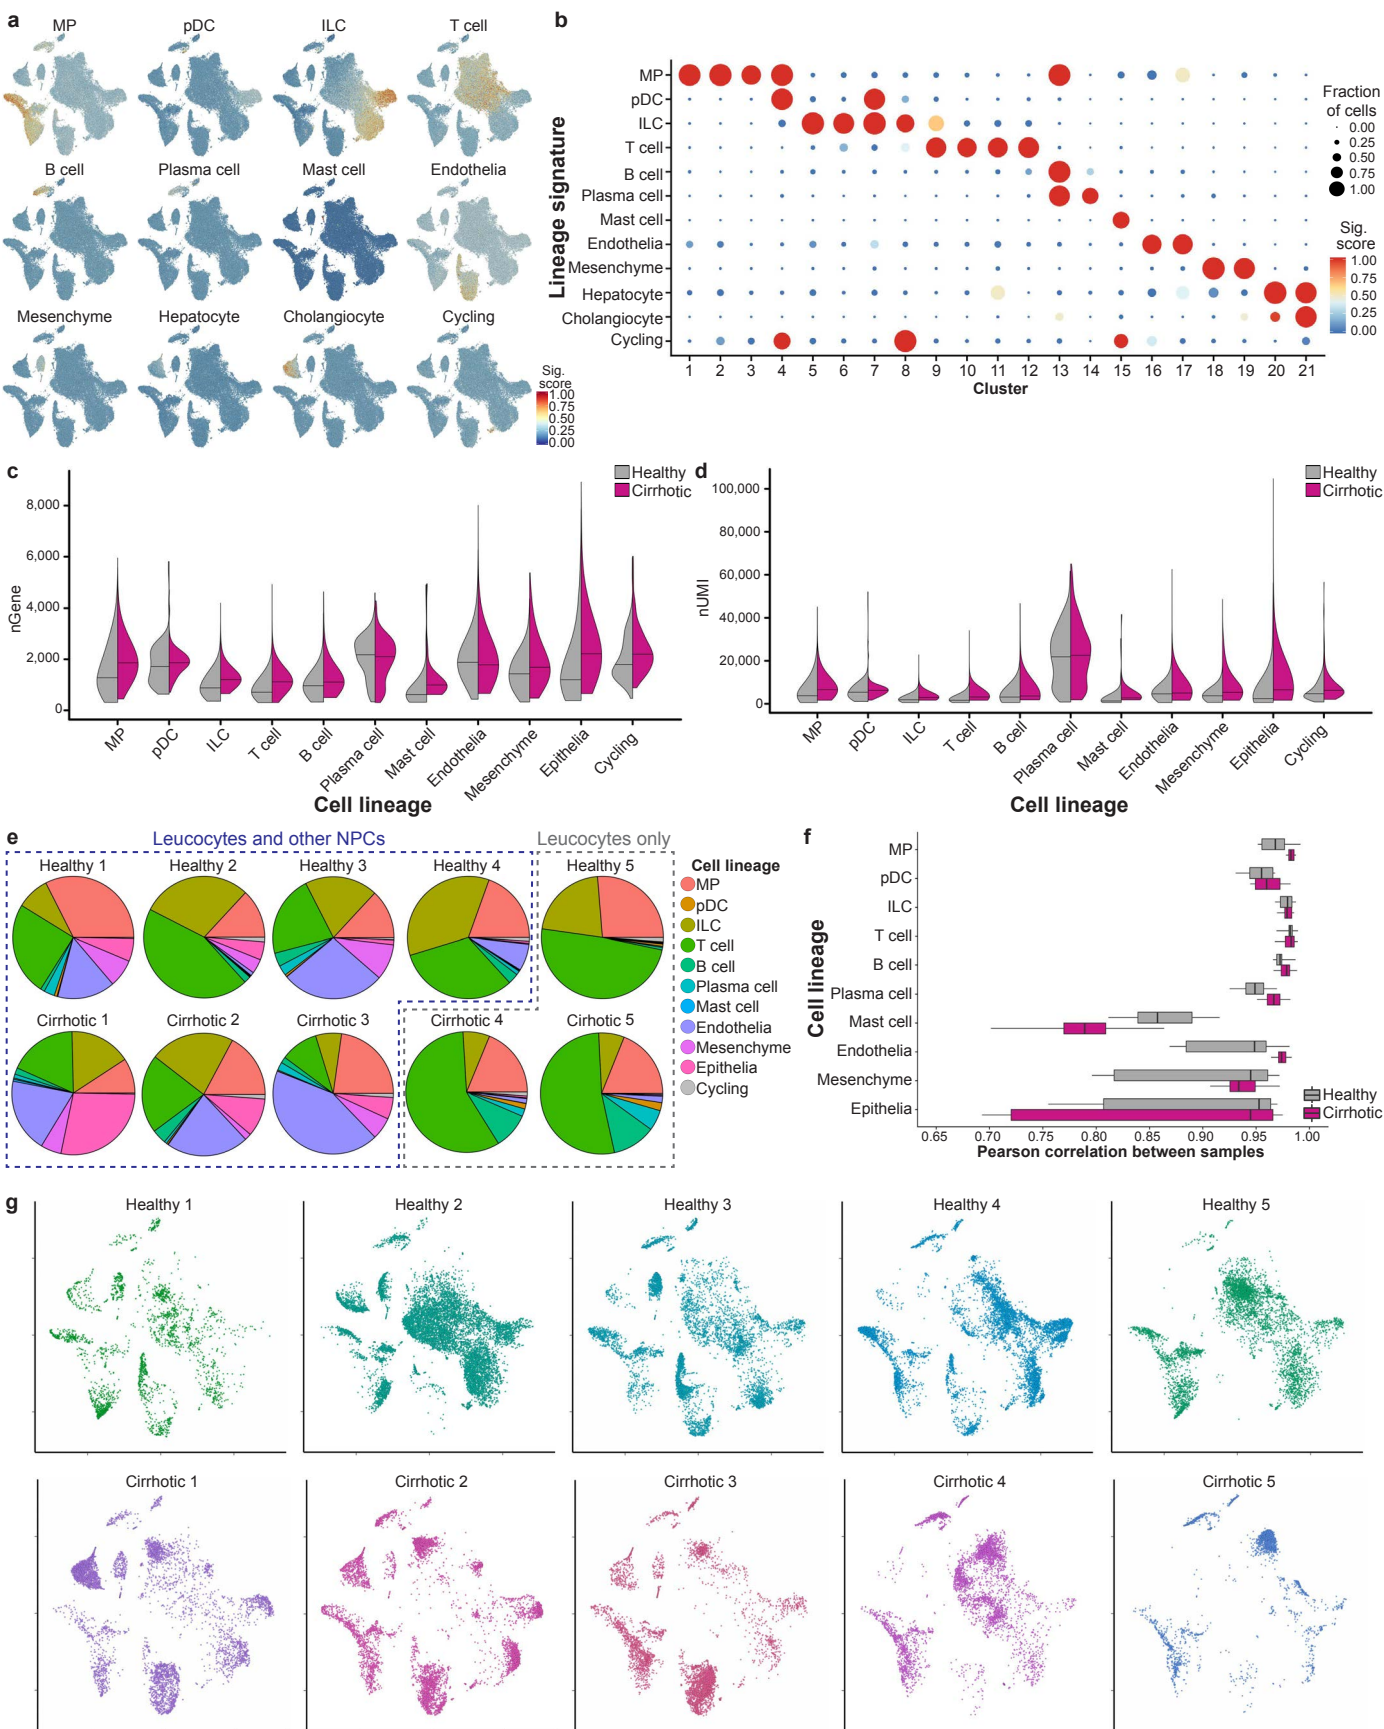 a
MP
pDC
ILC
T cell
B cell
Plasma cell
Mast cell
Endothelia
Mesenchyme
Hepatocyte
Cholangiocyte
Cycling
Sig.
score
1.00
0.75
0.50
0.25
0.00
b
Lineage signature
MP
pDC
ILC
T cell
B cell
Plasma cell
Mast cell
Endothelia
Mesenchyme
Hepatocyte
Cholangiocyte
Cycling
1 2 3 4 5 6 7 8 9 10 11 12 13 14 15 16 17 18 19 20 21
Cluster
Fraction
of cells
0.00
0.25
0.50
0.75
1.00
Sig.
score
1.00
0.75
0.50
0.25
0.00
c
Healthy
Cirrhotic
nGene
8,000
6,000
4,000
2,000
0
MP
pDC
ILC
T cell
B cell
Plasma cell
Mast cell
Endothelia
Mesenchyme
Epithelia
Cycling
Cell lineage
d
Healthy
Cirrhotic
nUMI
100,000
80,000
60,000
40,000
20,000
0
MP
pDC
ILC
T cell
B cell
Plasma cell
Mast cell
Endothelia
Mesenchyme
Epithelia
Cycling
Cell lineage
e
Leucocytes and other NPCs
Leucocytes only
Healthy 1
Healthy 2
Healthy 3
Healthy 4
Healthy 5
Cirrhotic 1
Cirrhotic 2
Cirrhotic 3
Cirrhotic 4
Cirhotic 5
Cell lineage
MP
pDC
ILC
T cell
B cell
Plasma cell
Mast cell
Endothelia
Mesenchyme
Epithelia
Cycling
f
Cell lineage
MP
pDC
ILC
T cell
B cell
Plasma cell
Mast cell
Endothelia
Mesenchyme
Epithelia
Healthy
Cirrhotic
0.65 0.70 0.75 0.80 0.85 0.90 0.95 1.00
Pearson correlation between samples
g
Healthy 1
Healthy 2
Healthy 3
Healthy 4
Healthy 5
Cirrhotic 1
Cirrhotic 2
Cirrhotic 3
Cirrhotic 4
Cirrhotic 5